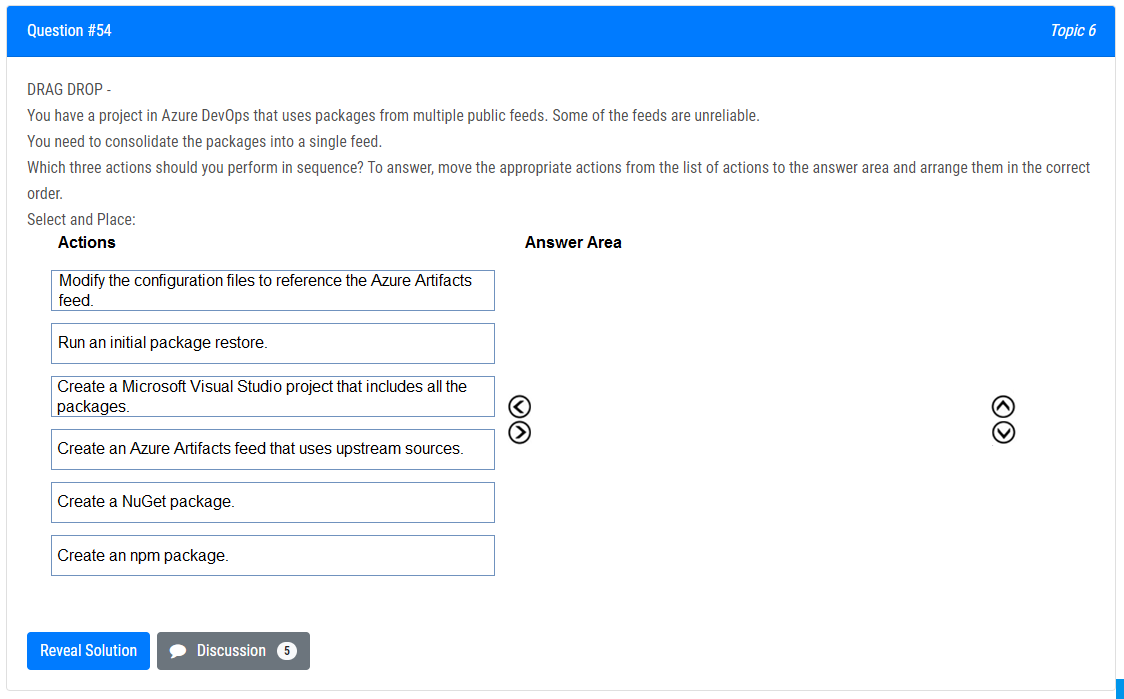 Question #54
Topic 6
DRAG DROP -
You have a project in Azure DevOps that uses packages from multiple public feeds. Some of the feeds are unreliable.
You need to consolidate the packages into a single feed.
Which three actions should you perform in sequence? To answer, move the appropriate actions from the list of actions to the answer area and arrange them in the correct
order.
Select and Place:
Actions
Answer Area
Modify the configuration files to reference the Azure Artifacts
feed.
Run an initial package restore.
Create a Microsoft Visual Studio project that includes all the
packages.
Create an Azure Artifacts feed that uses upstream sources.
Create a NuGet package.
Create an npm package.
Reveal Solution
Discussion 5